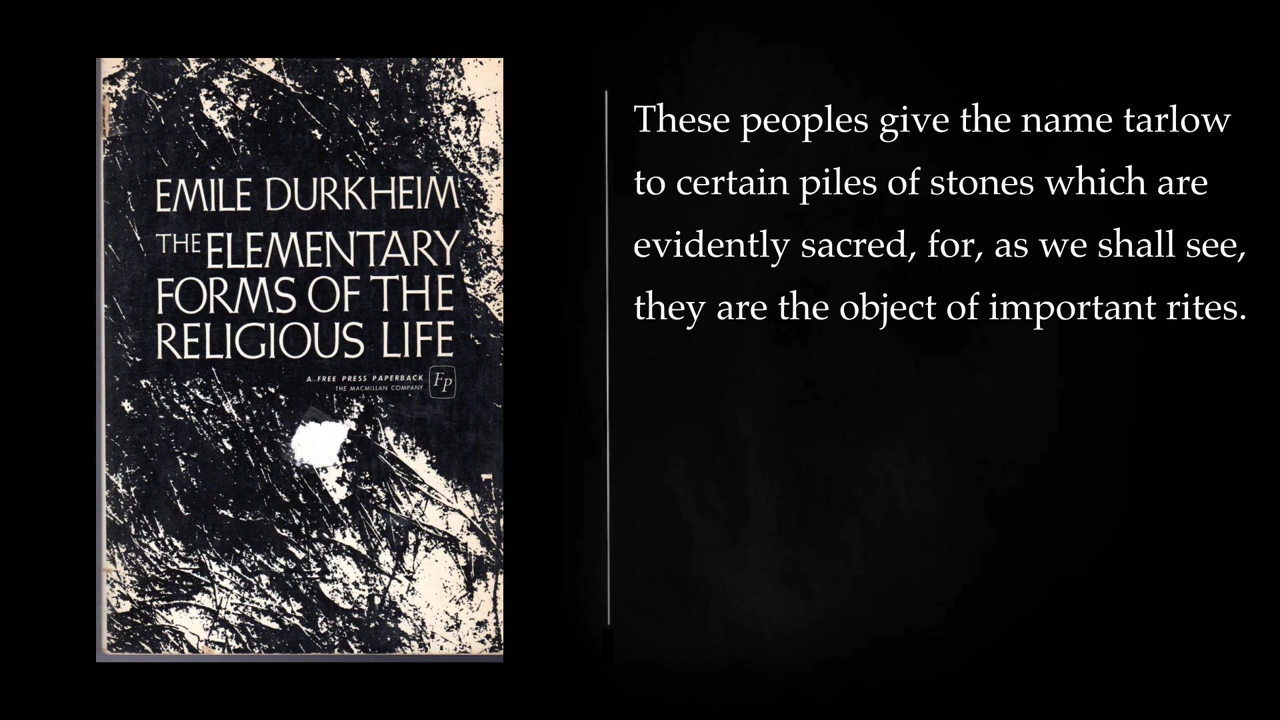 EMILE DURKHEIM
THE ELEMENTARY
FORMS OF THE
RELIGIOUS LIFE
A FREE PRESS PAPERBACK
THE MACMILLAN COMPANY
FP
These peoples give the name tarlow
to certain piles of stones which are
evidently sacred, for, as we shall see,
they are the object of important rites.